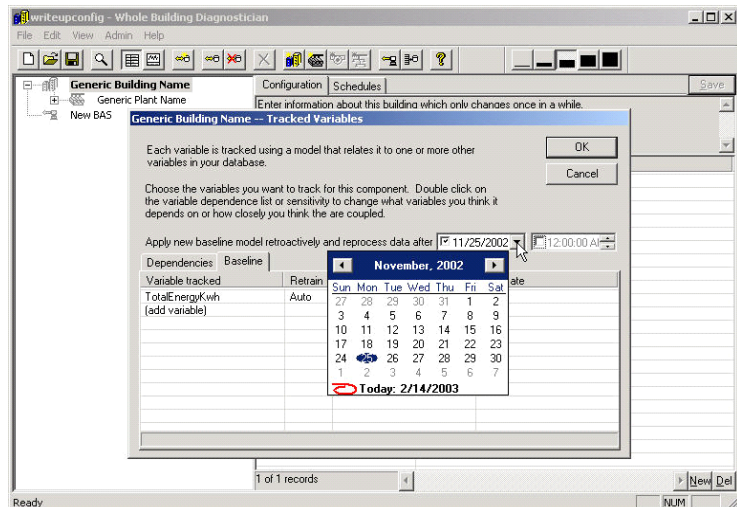 writeupconfig - Whole Building Diagnostician
File Edit View Admin Help
Generic Building Name
Generic Plant Name
New BAS
Configuration Schedules
Save
Enter information about this building which only changes once in a while.
Generic Building Name -- Tracked Variables
Each variable is tracked using a model that relates it to one or more other
variables in your database.
OK
Cancel
Choose the variables you want to track for this component. Double click on
the variable dependence list or sensitivity to change what variables you think it
depends on or how closely you think the are coupled.
Apply new baseline model retroactively and reprocess data after 11/25/2002 12:00:00 AM
Dependencies Baseline
Variable tracked Retrain
TotalEnergyKwh Auto
(add variable)
November, 2002
Sun Mon Tue Wed Thu Fri Sat
27 28 29 30 31 1 2
3 4 5 6 7 8 9
10 11 12 13 14 15 16
17 18 19 20 21 22 23
24 25 26 27 28 29 30
1 2 3 4 5 6 7
Today: 2/14/2003
1 of 1 records
New Del
Ready
NUM